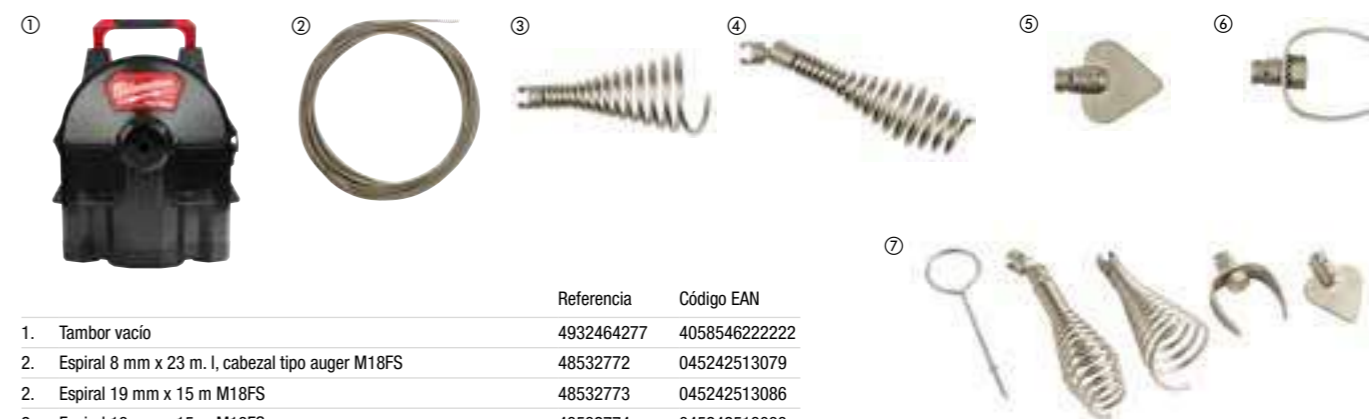 ①
②
③
④
⑤
⑥
⑦
Referencia Código EAN
1. Tambor vacío 4932464277 4058546222222
2. Espiral 8 mm x 23 m. l, cabezal tipo auger M18FS 48532772 045242513079
2. Espiral 19 mm x 15 m M18FS 48532773 045242513086